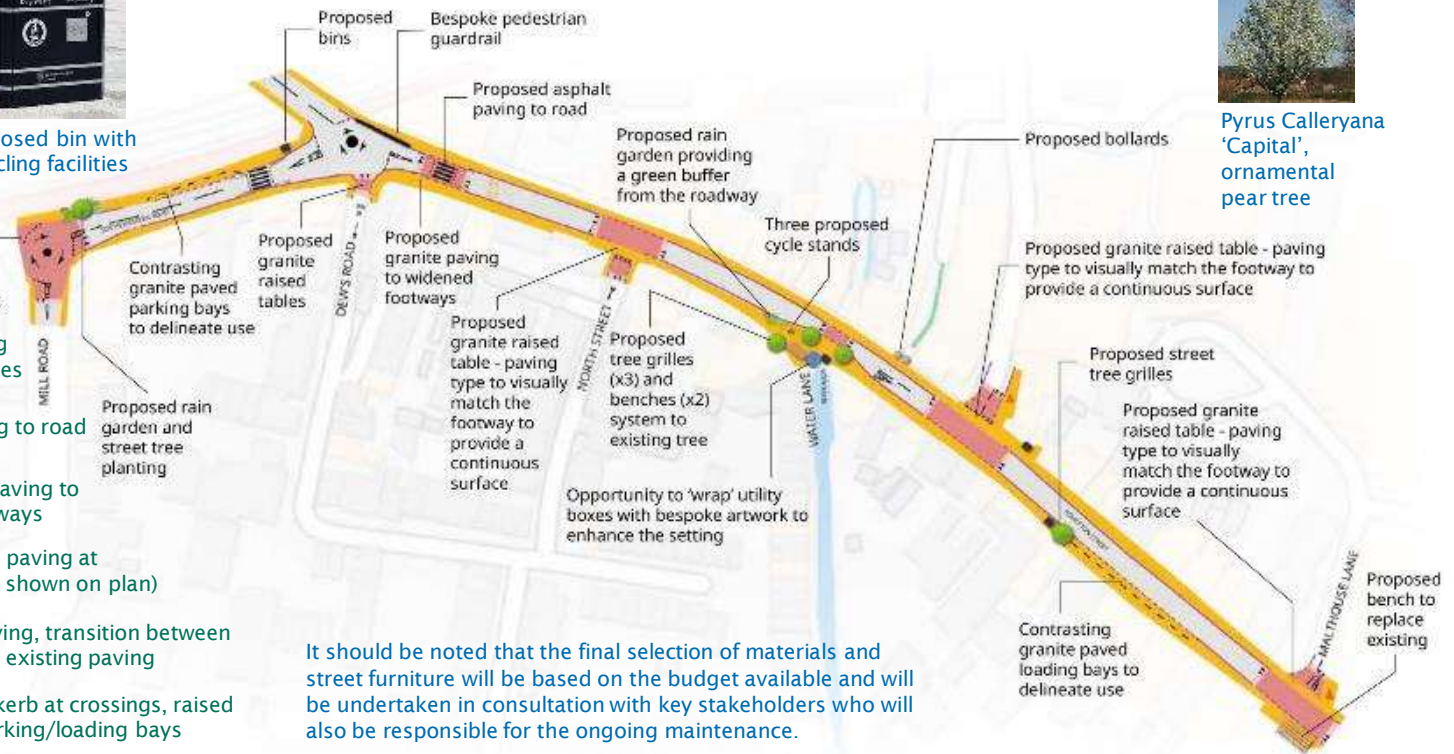 Proposed
bins
Bespoke pedestrian
guardrail
Proposed asphalt
paving to road
Proposed rain
garden providing
a green buffer
from the roadway
Three proposed
cycle stands
Proposed bollards
Pyrus Calleryana
‘Capital’,
ornamental
pear tree
osed bin with
cling facilities
Proposed granite raised table - paving
type to visually match the footway to
provide a continuous surface
Contrasting
granite paved
parking bays
to delineate use
Proposed
granite
raised
tables
DEW'S ROAD
Proposed
granite paving
to widened
footways
Proposed
granite raised
table - paving
type to visually
match the
footway to
provide a
continuous
surface
NORTH STREET
Proposed
tree grilles
(x3) and
benches (x2)
system to
existing tree
WATER LANE
Opportunity to ‘wrap’ utility
boxes with bespoke artwork to
enhance the setting
Proposed street
tree grilles
Proposed granite
raised table - paving
type to visually
match the footway to
provide a continuous
surface
MILL ROAD
Proposed rain
garden and
street tree
planting
Contrasting
granite paved
loading bays to
delineate use
MALTHOUSE LANE
Proposed
bench to
replace
existing
g
es
g to road
aving to
ways
paving at
shown on plan)
ving, transition between
existing paving
kerb at crossings, raised
rking/loading bays
It should be noted that the final selection of materials and
street furniture will be based on the budget available and will
be undertaken in consultation with key stakeholders who will
also be responsible for the ongoing maintenance.